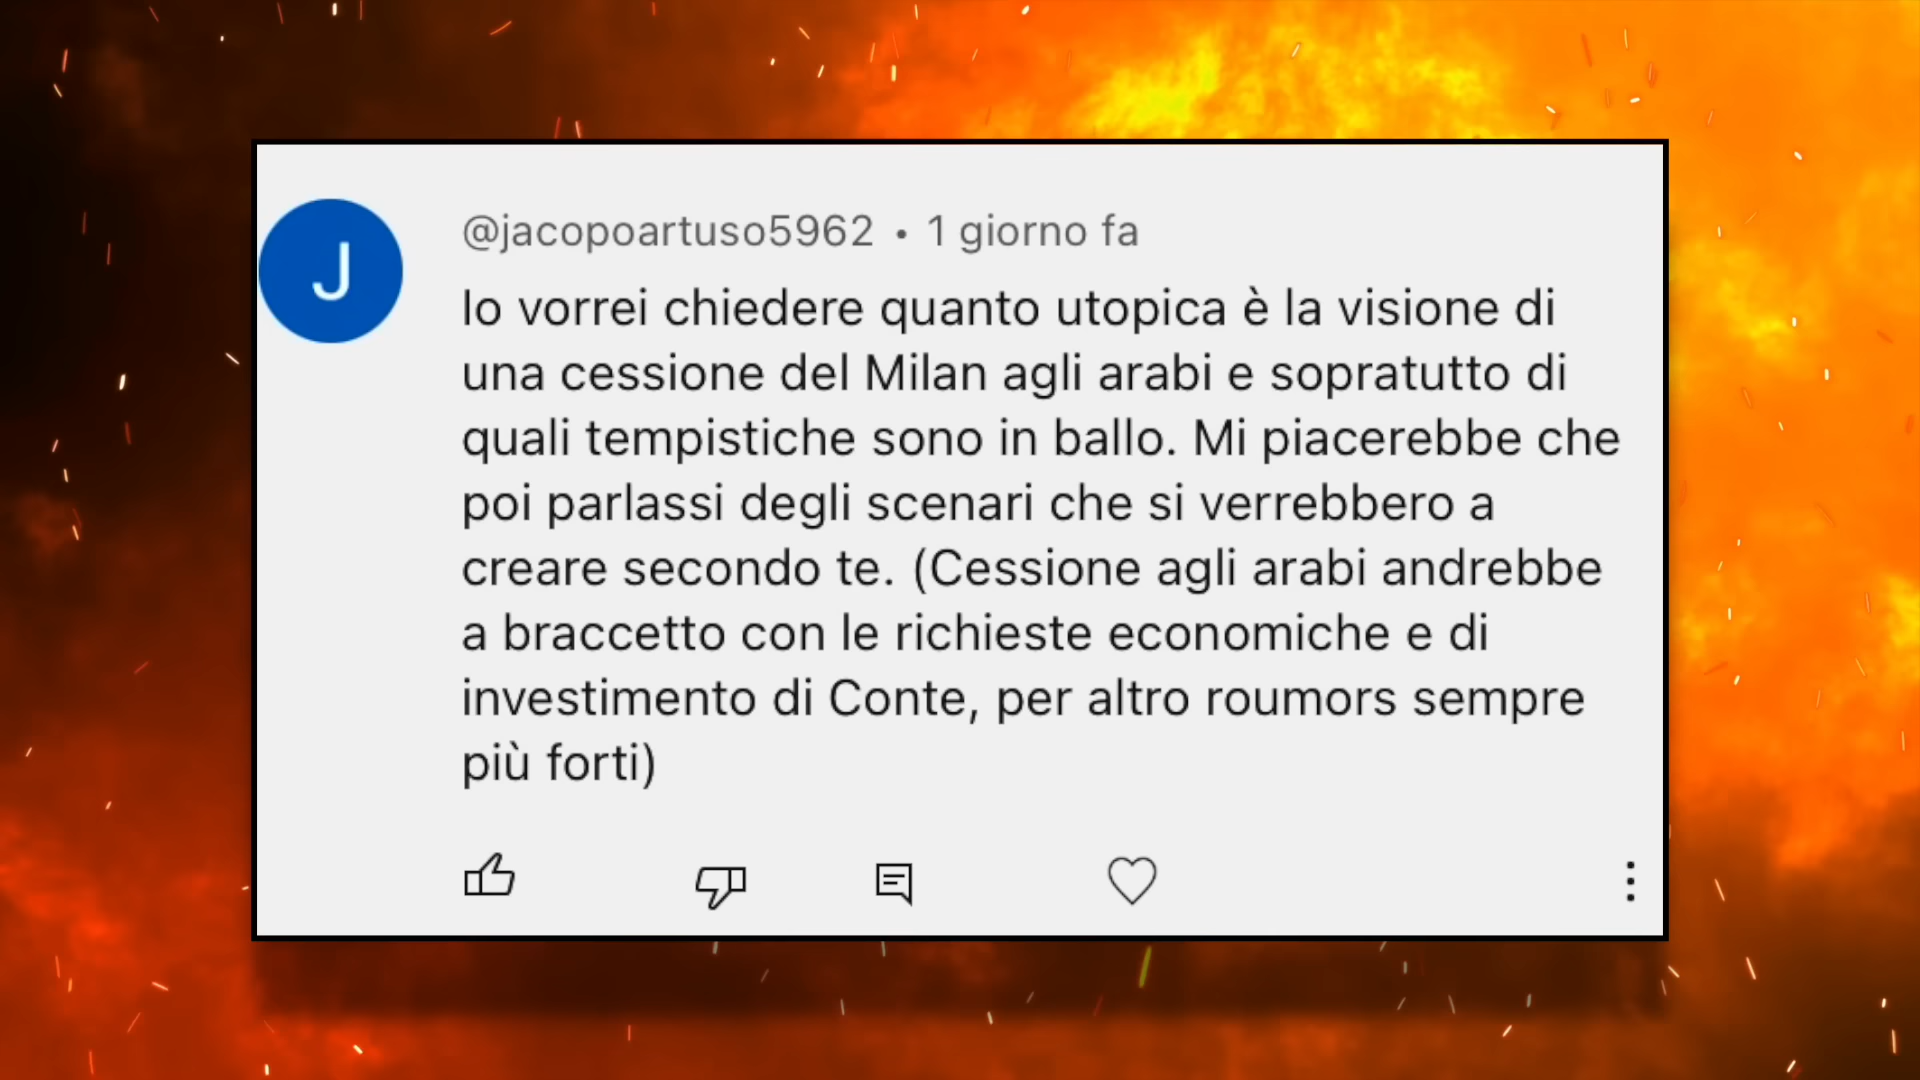 J
@jacopoartuso5962 • 1 giorno fa
Io vorrei chiedere quanto utopica è la visione di
una cessione del Milan agli arabi e sopratutto di
quali tempistiche sono in ballo. Mi piacerebbe che
poi parlassi degli scenari che si verrebbero a
creare secondo te. (Cessione agli arabi andrebbe
a braccetto con le richieste economiche e di
investimento di Conte, per altro roumors sempre
più forti)